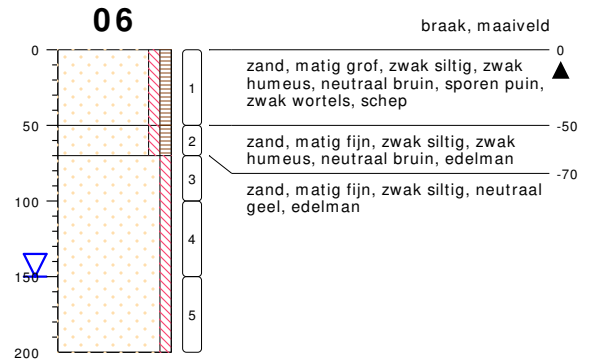 06
braak, maaiveld
0
0
zand, matig grof, zwak siltig, zwak
humeus, neutraal bruin, sporen puin,
zwak wortels, schep
1
50
-50
zand, matig fijn, zwak siltig, zwak
humeus, neutraal bruin, edelman
2
-70
zand, matig fijn, zwak siltig, neutraal
geel, edelman
3
100
4
150
5
200